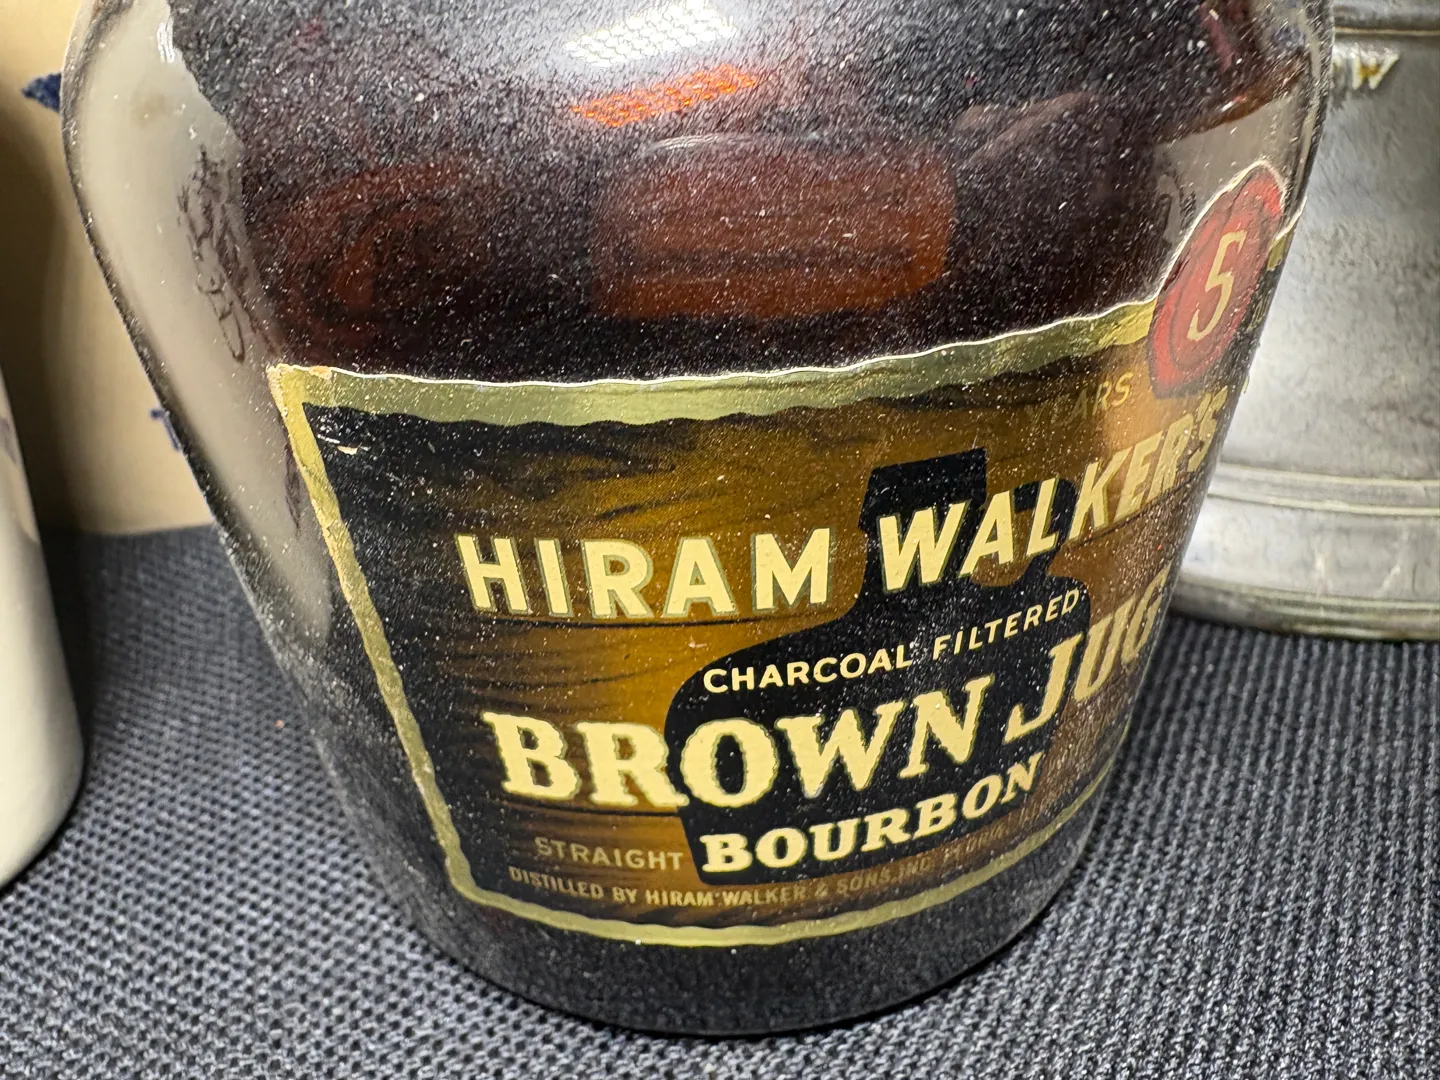 5
YEARS
HIRAM WALKER'S
CHARCOAL FILTERED
BROWN JUG
STRAIGHT BOURBON
DISTILLED BY HIRAM WALKER & SONS, INC.